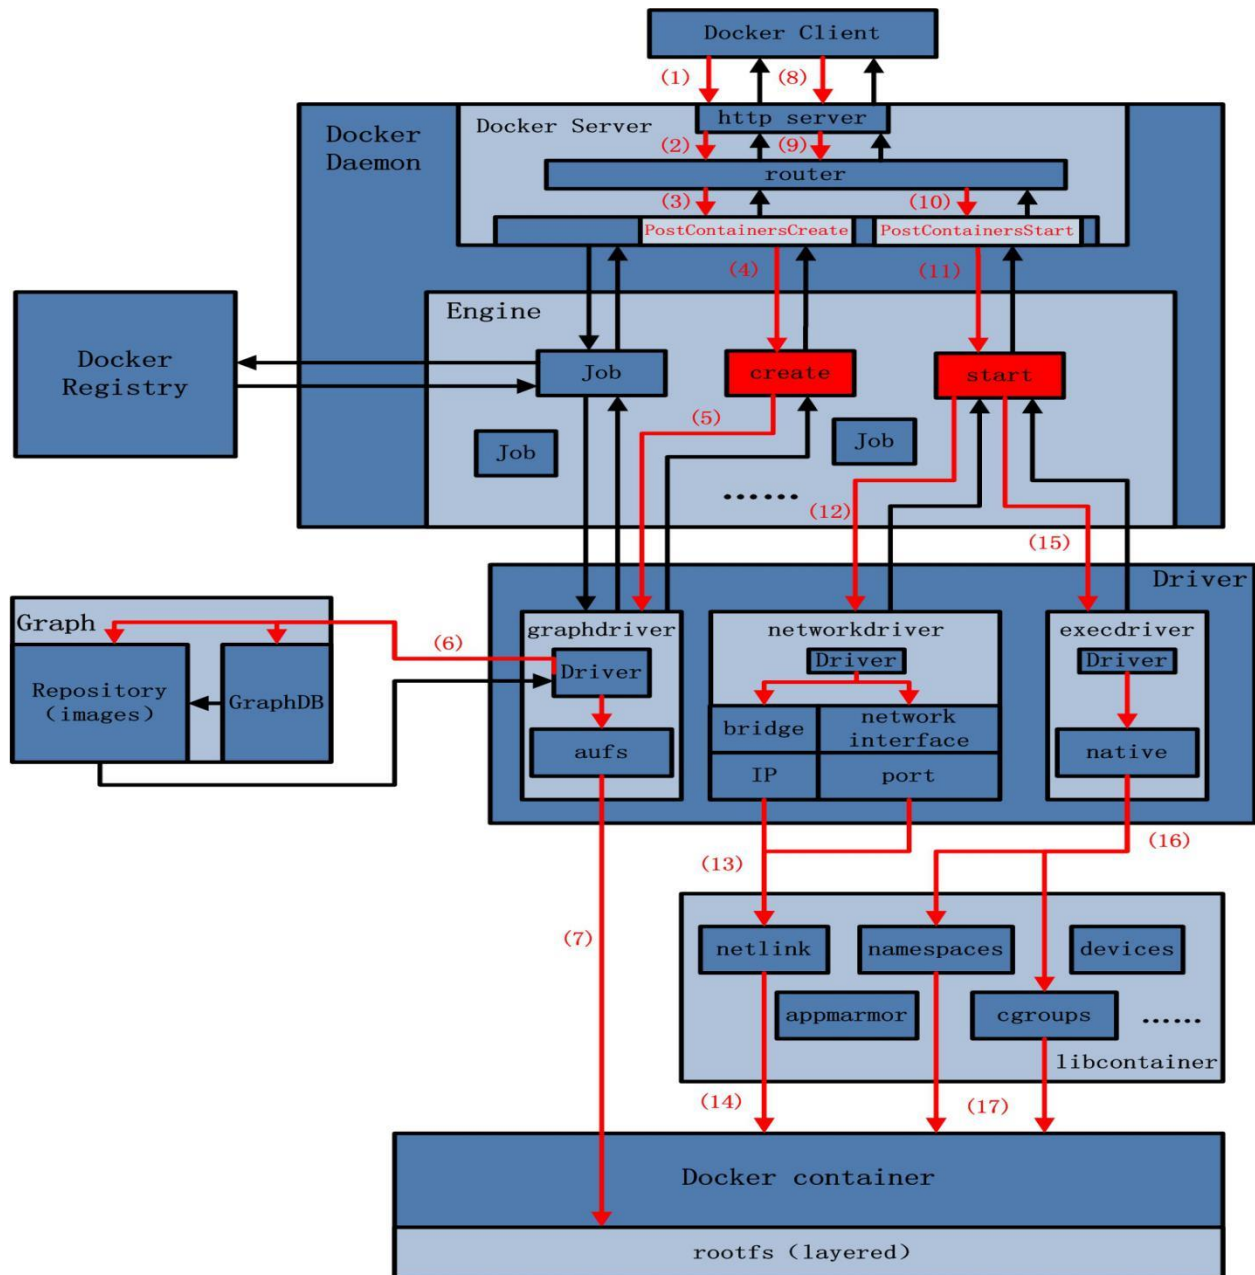 Docker Client
(1)
(8)
http server
Docker Server
Docker
Daemon
(2)
(9)
router
(3)
(10)
PostContainersCreate
PostContainersStart
(4)
(11)
Engine
Docker
Registry
Job
create
start
(5)
Job
Job
......
(12)
(15)
Driver
Graph
(6)
graphdriver
networkdriver
execdriver
Driver
Driver
Driver
Repository
(images)
GraphDB
bridge
network
interface
aufs
native
IP
port
(13)
(16)
(7)
netlink
namespaces
devices
appmarmor
cgroups
......
libcontainer
(14)
(17)
Docker container
rootfs (layered)